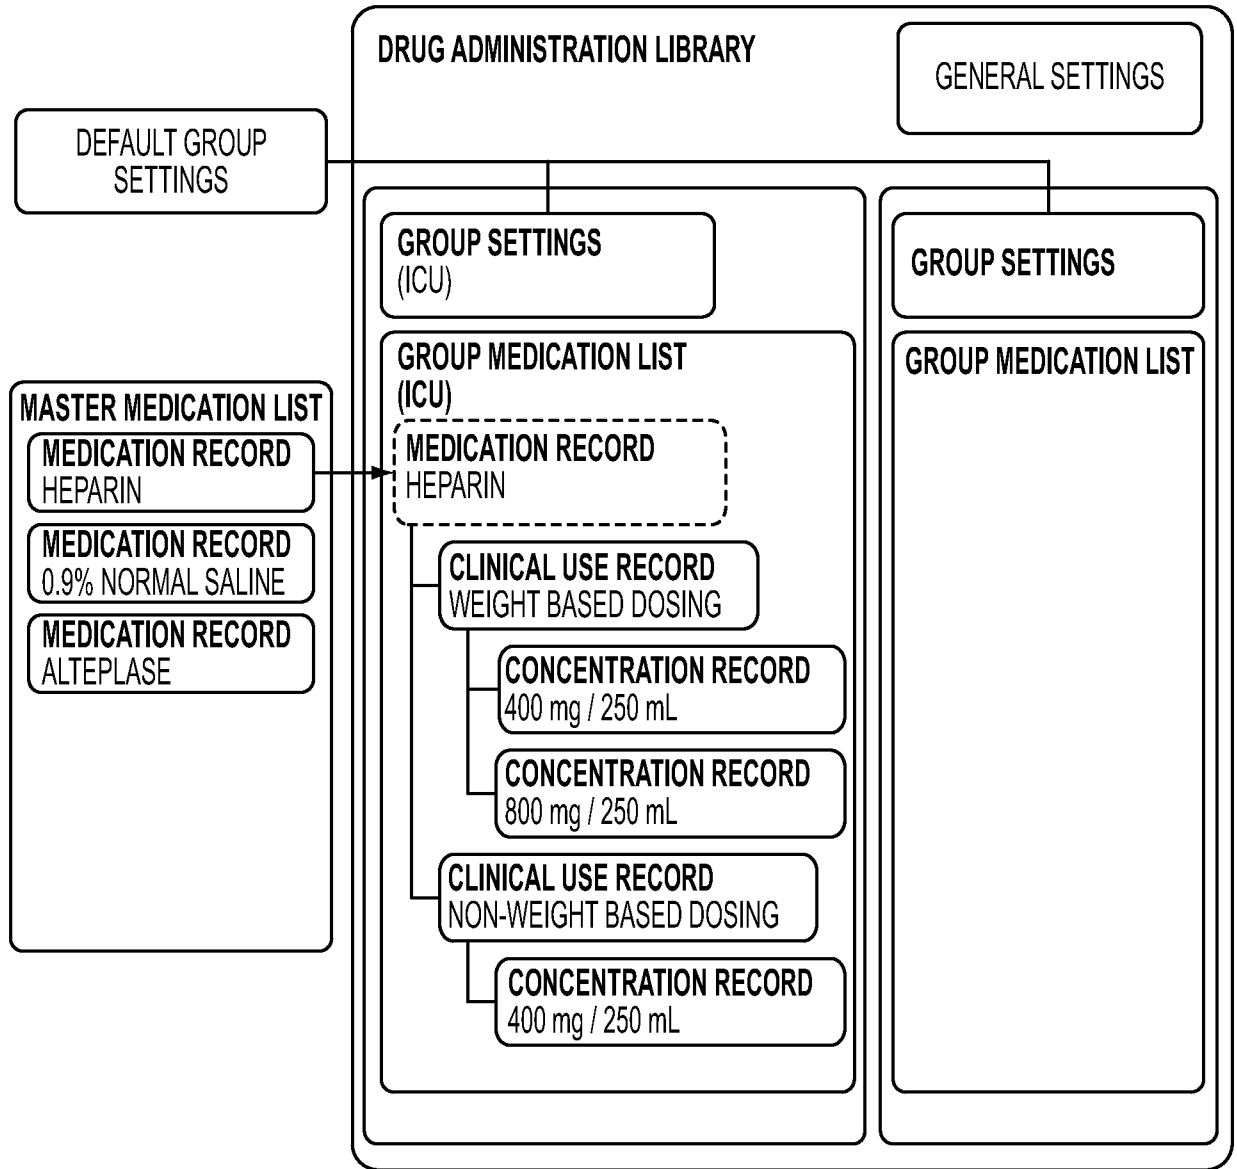 DRUG ADMINISTRATION LIBRARY
GENERAL SETTINGS
DEFAULT GROUP
SETTINGS
GROUP SETTINGS
(ICU)
GROUP SETTINGS
GROUP MEDICATION LIST
(ICU)
GROUP MEDICATION LIST
MASTER MEDICATION LIST
MEDICATION RECORD
HEPARIN
MEDICATION RECORD
0.9% NORMAL SALINE
MEDICATION RECORD
ALTEPLASE
MEDICATION RECORD
HEPARIN
CLINICAL USE RECORD
WEIGHT BASED DOSING
CONCENTRATION RECORD
400 mg / 250 mL
CONCENTRATION RECORD
800 mg / 250 mL
CLINICAL USE RECORD
NON-WEIGHT BASED DOSING
CONCENTRATION RECORD
400 mg / 250 mL